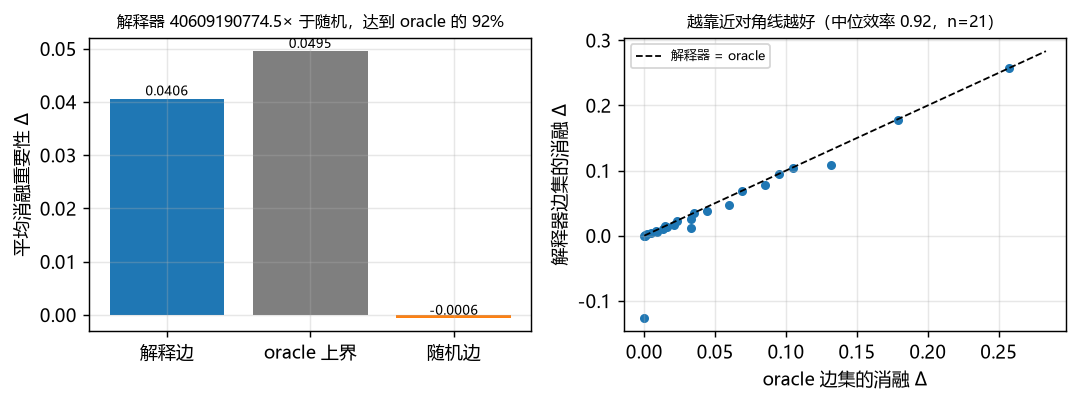 解释器 40609190774.5× 于随机，达到 oracle 的 92%
平均消融重要性 Δ
0.05
0.04
0.03
0.02
0.01
0.00
0.0406
0.0495
-0.0006
解释边
oracle 上界
随机边
越靠近对角线越好（中位效率 0.92，n=21）
解释器边集的消融 Δ
0.3
0.2
0.1
0.0
-0.1
解释器 = oracle
0.00
0.05
0.10
0.15
0.20
0.25
oracle 边集的消融 Δ